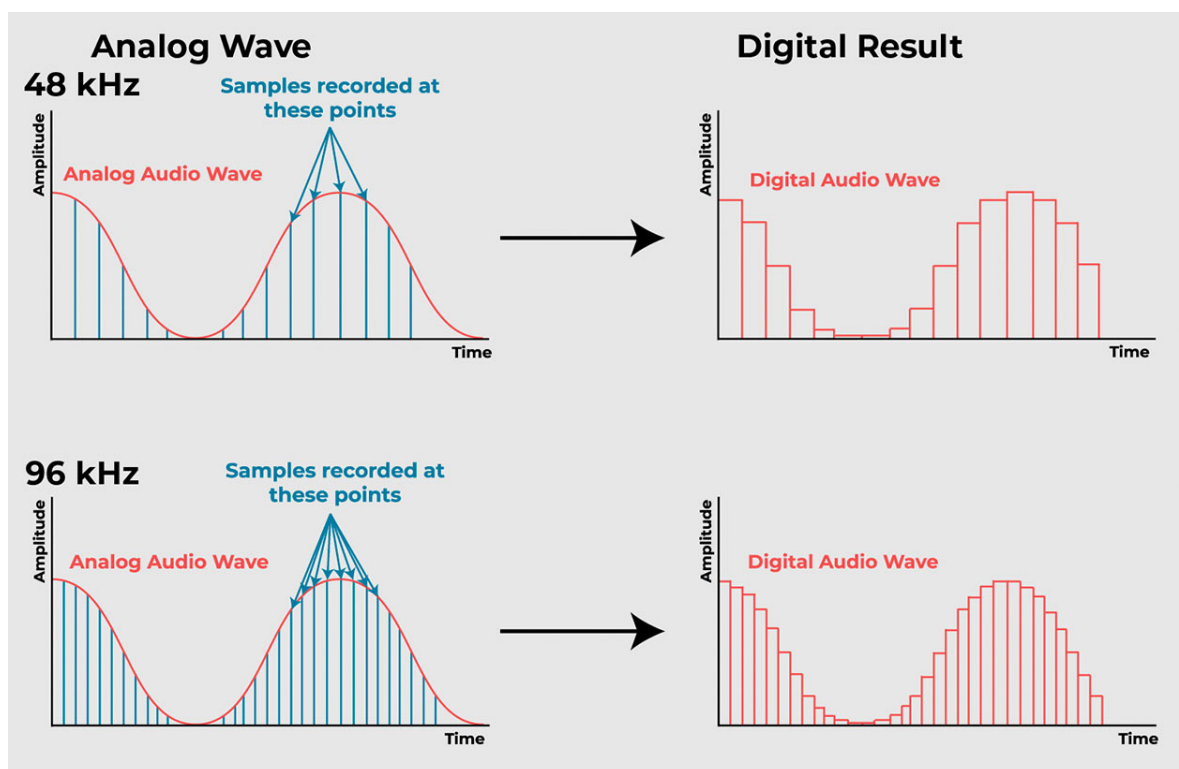 Analog Wave
Digital Result
48 kHz
Samples recorded at
these points
Amplitude
Analog Audio Wave
Time
Amplitude
Digital Audio Wave
Time
96 kHz
Samples recorded at
these points
Amplitude
Analog Audio Wave
Time
Amplitude
Digital Audio Wave
Time